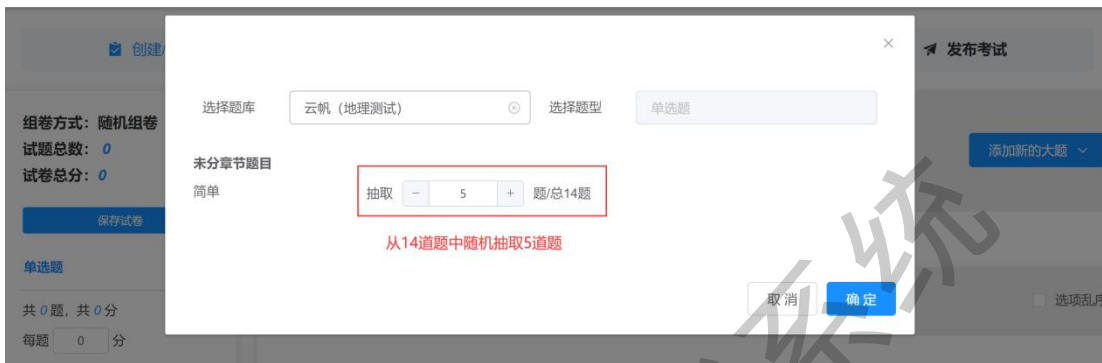 创建
发布考试
组卷方式：随机组卷
试题总数：0
试卷总分：0
保存试卷
单选题
共 0 题，共 0 分
每题 0 分
选择题库 云帆（地理测试） 选择题型 单选题
未分章节题目
简单 抽取 － 5 + 题/总14题
从14道题中随机抽取5道题
取消 确定
添加新的大题
选项乱序
系统